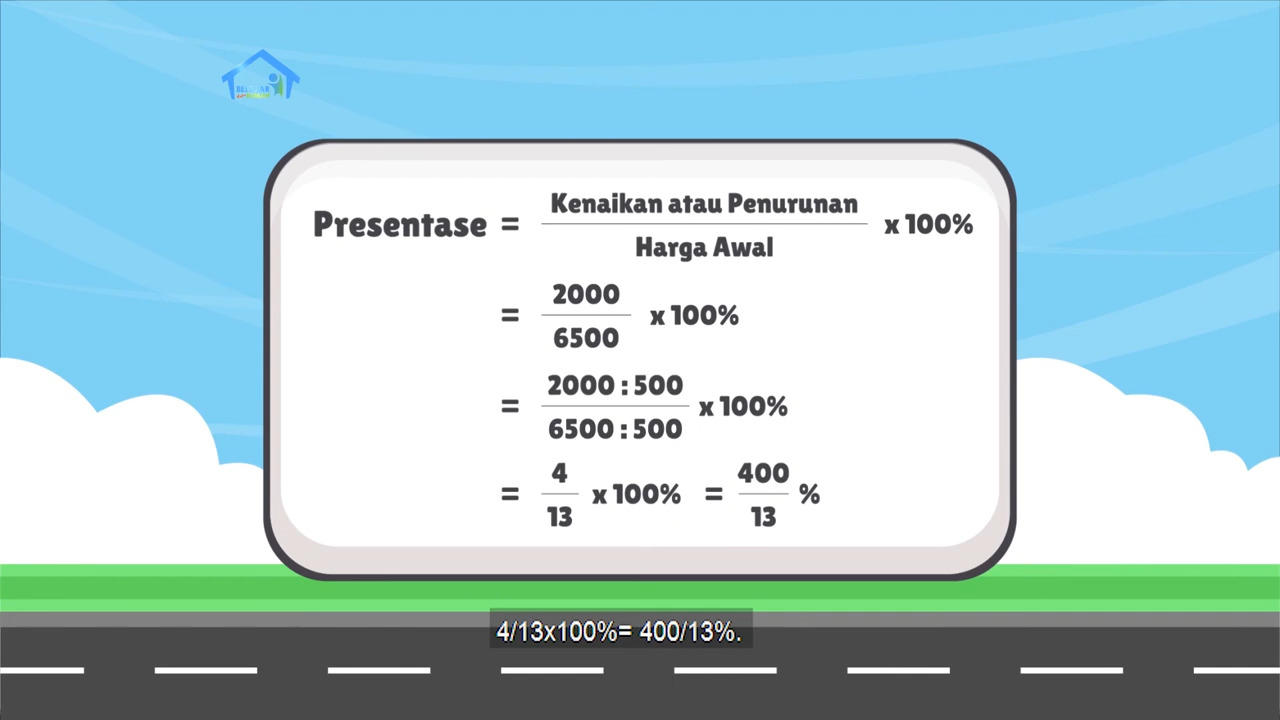 BELAJAR
Presentase = Kenaikan atau Penurunan / Harga Awal x 100%
= 2000 / 6500 x 100%
= 2000 : 500 / 6500 : 500 x 100%
= 4 / 13 x 100% = 400 / 13 %
4/13x100%= 400/13%.